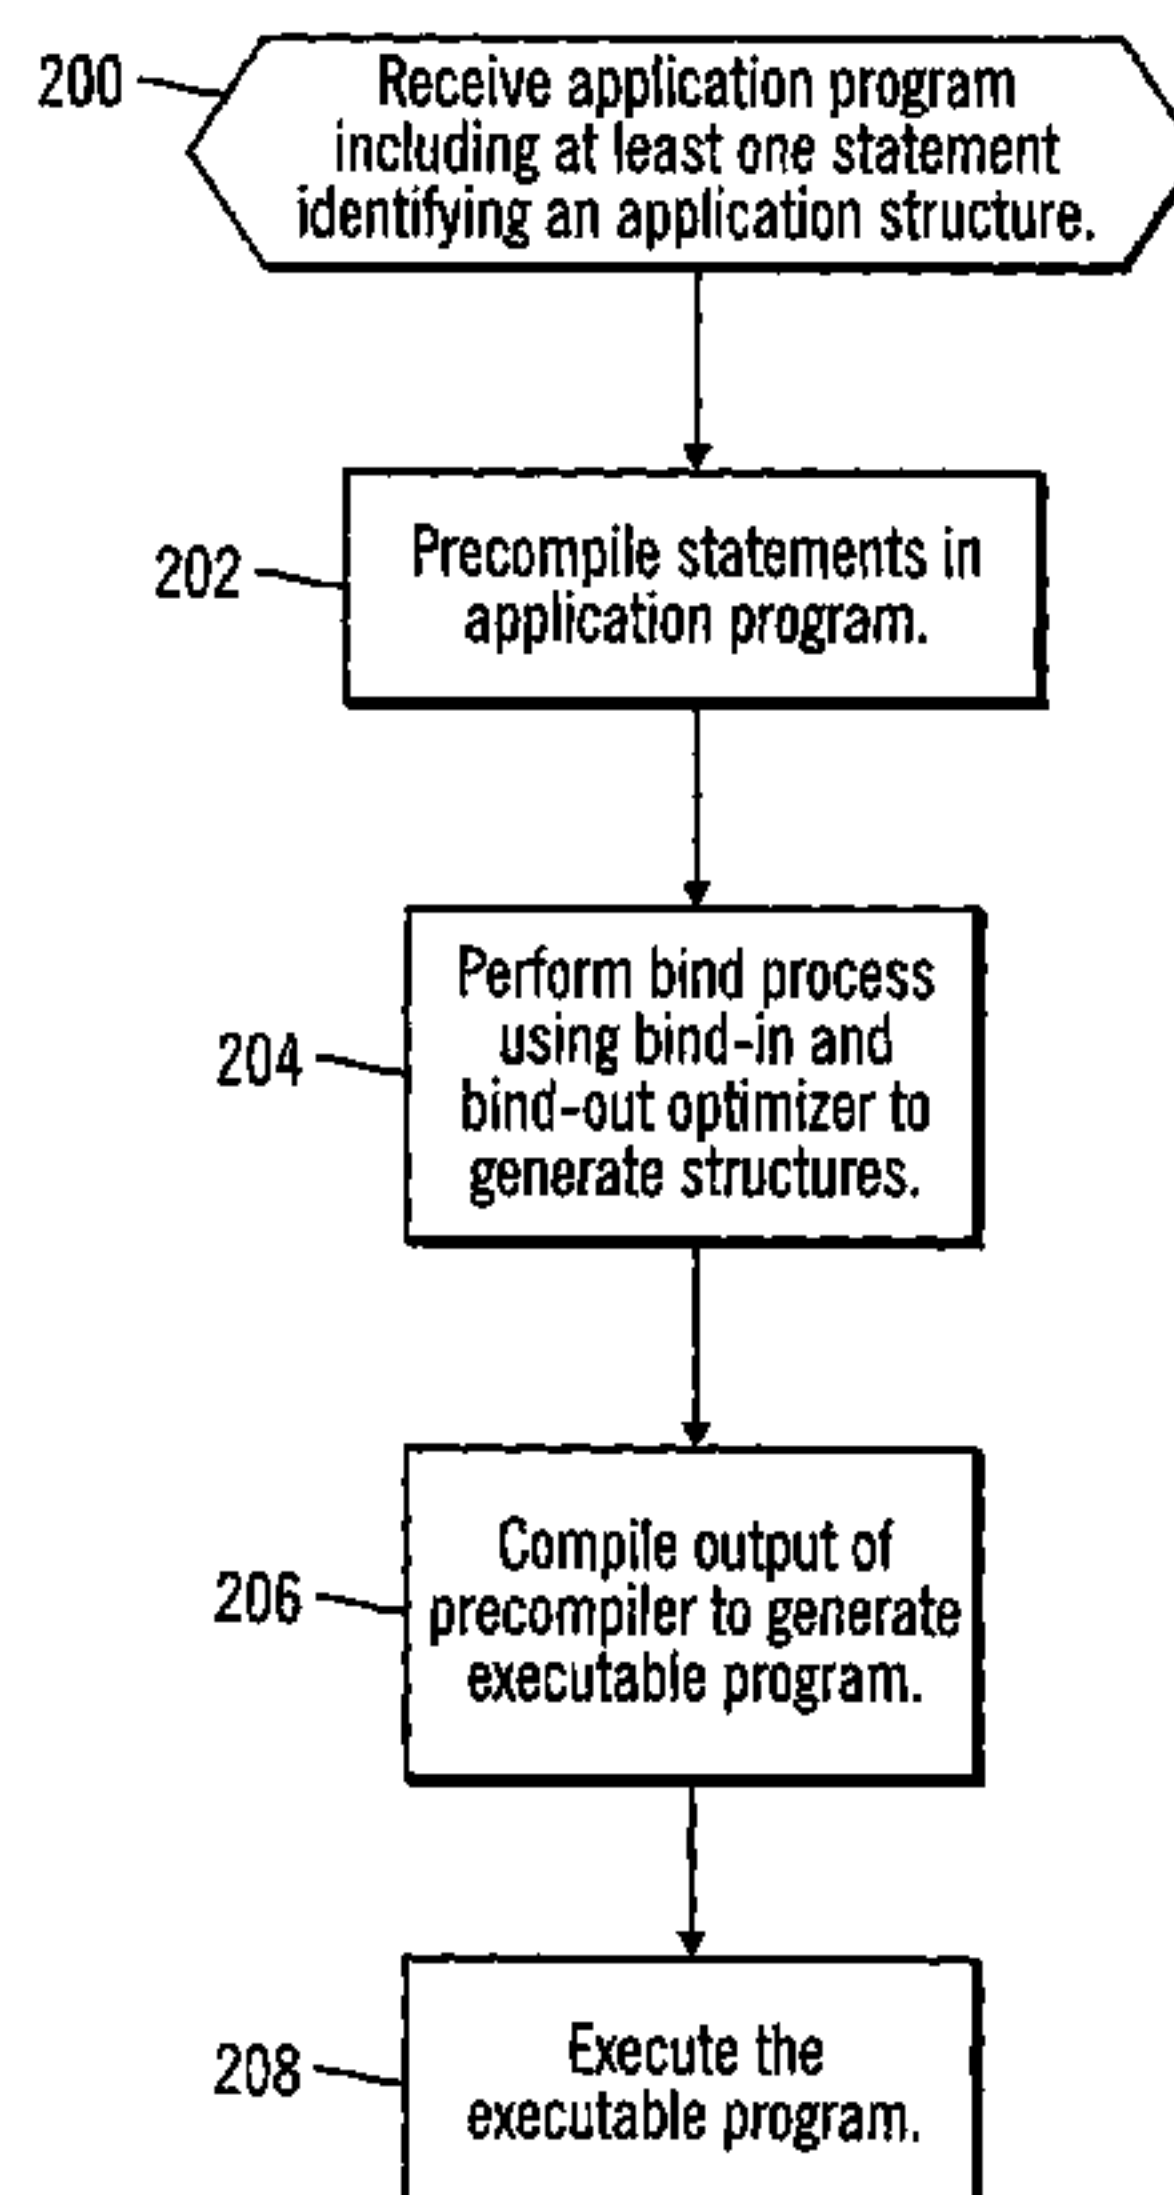 200
Receive application program
including at least one statement
identifying an application structure.
202
Precompile statements in
application program.
204
Perform bind process
using bind-in and
bind-out optimizer to
generate structures.
206
Compile output of
precompiler to generate
executable program.
208
Execute the
executable program.